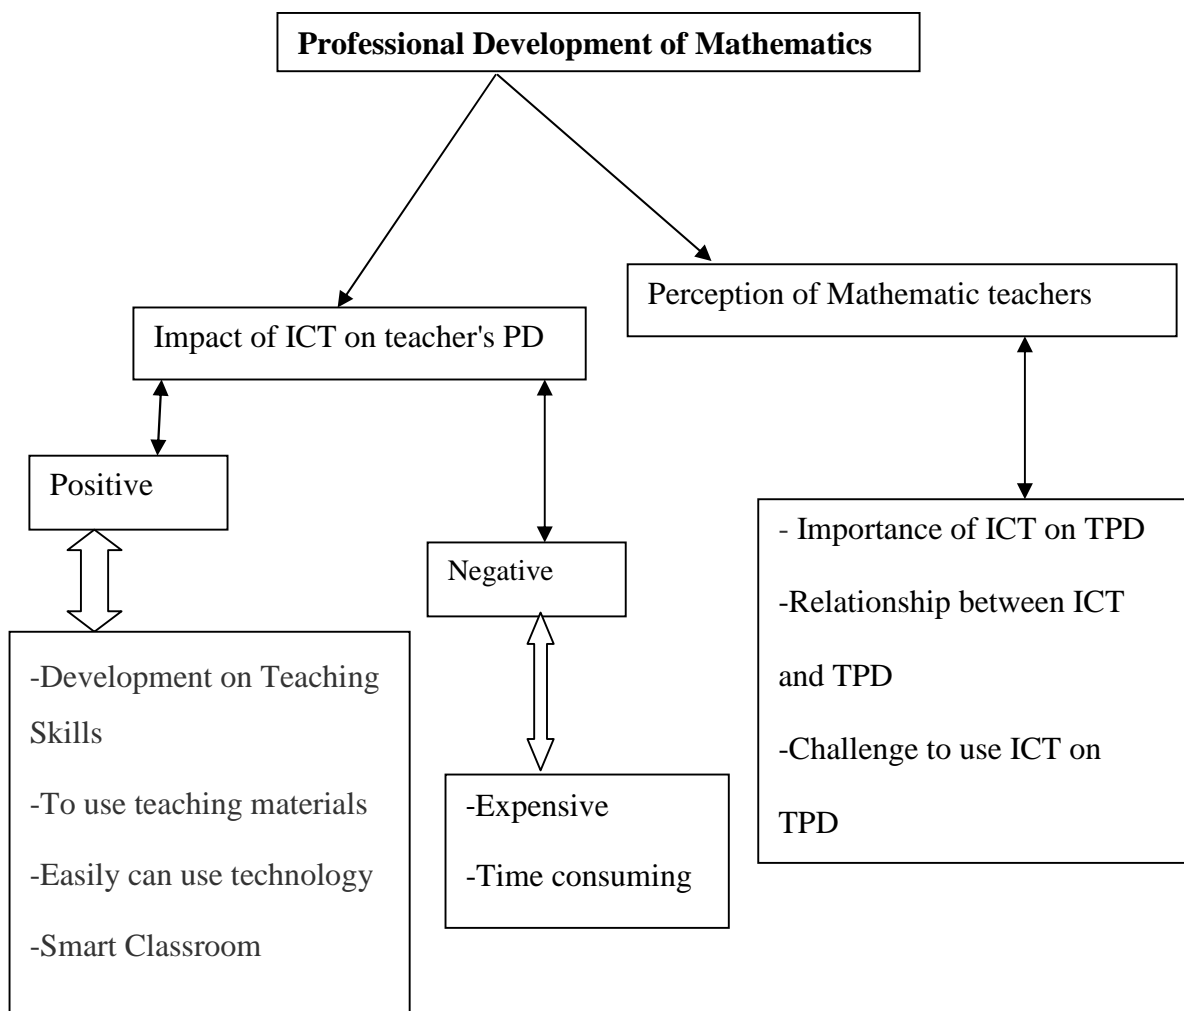 Professional Development of Mathematics
Perception of Mathematic teachers
Impact of ICT on teacher's PD
Positive
Negative
- Importance of ICT on TPD
-Relationship between ICT
and TPD
-Challenge to use ICT on
TPD
-Development on Teaching
Skills
-To use teaching materials
-Easily can use technology
-Smart Classroom
-Expensive
-Time consuming